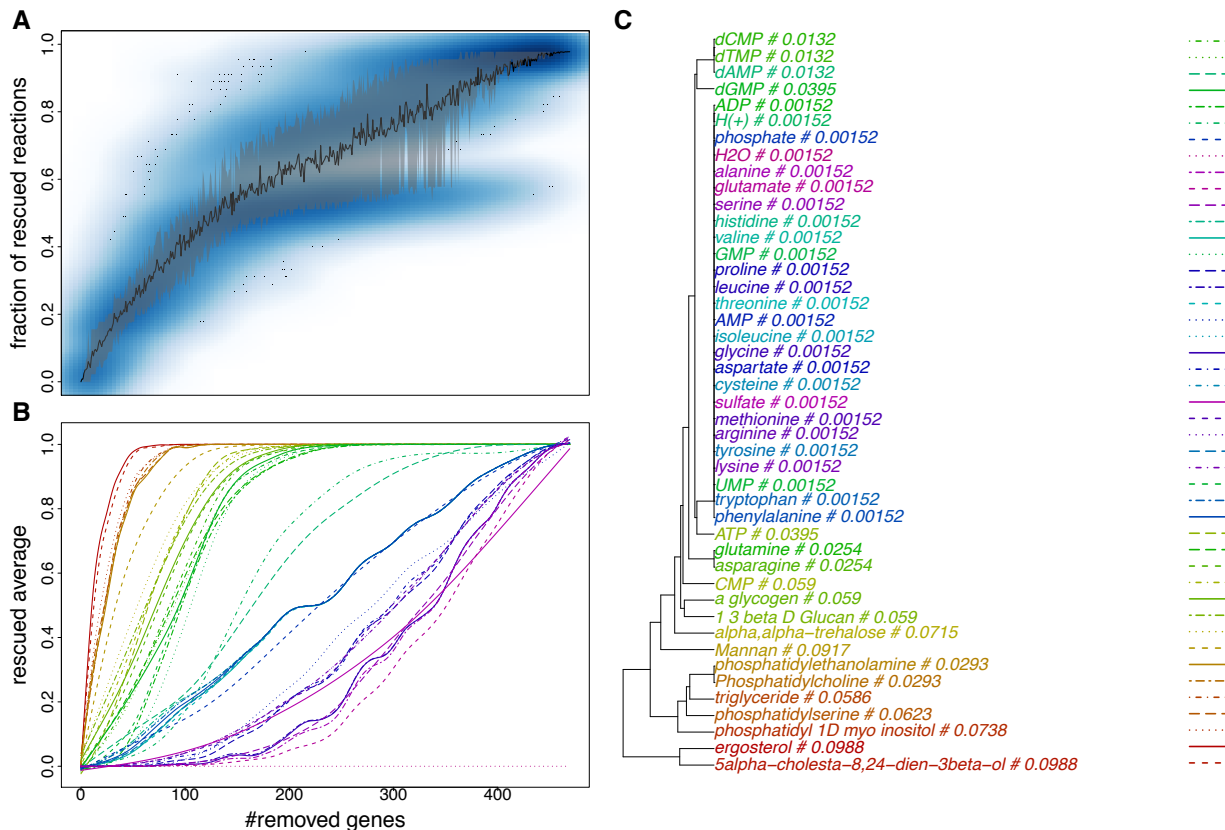 A
fraction of rescued reactions
0.0
0.2
0.4
0.6
0.8
1.0
B
rescued average
0.0
0.2
0.4
0.6
0.8
1.0
0
100
200
300
400
#removed genes
C
dCMP # 0.0132
dTMP # 0.0132
dAMP # 0.0132
dGMP # 0.0395
ADP # 0.00152
H(+) # 0.00152
phosphate # 0.00152
H2O # 0.00152
alanine # 0.00152
glutamate # 0.00152
serine # 0.00152
histidine # 0.00152
valine # 0.00152
GMP # 0.00152
proline # 0.00152
leucine # 0.00152
threonine # 0.00152
AMP # 0.00152
isoleucine # 0.00152
glycine # 0.00152
aspartate # 0.00152
cysteine # 0.00152
sulfate # 0.00152
methionine # 0.00152
arginine # 0.00152
tyrosine # 0.00152
lysine # 0.00152
UMP # 0.00152
tryptophan # 0.00152
phenylalanine # 0.00152
ATP # 0.0395
glutamine # 0.0254
asparagine # 0.0254
CMP # 0.059
a glycogen # 0.059
1 3 beta D Glucan # 0.059
alpha,alpha−trehalose # 0.0715
Mannan # 0.0917
phosphatidylethanolamine # 0.0293
Phosphatidylcholine # 0.0293
triglyceride # 0.0586
phosphatidylserine # 0.0623
phosphatidyl 1D myo inositol # 0.0738
ergosterol # 0.0988
5alpha−cholesta−8,24−dien−3beta−ol # 0.0988